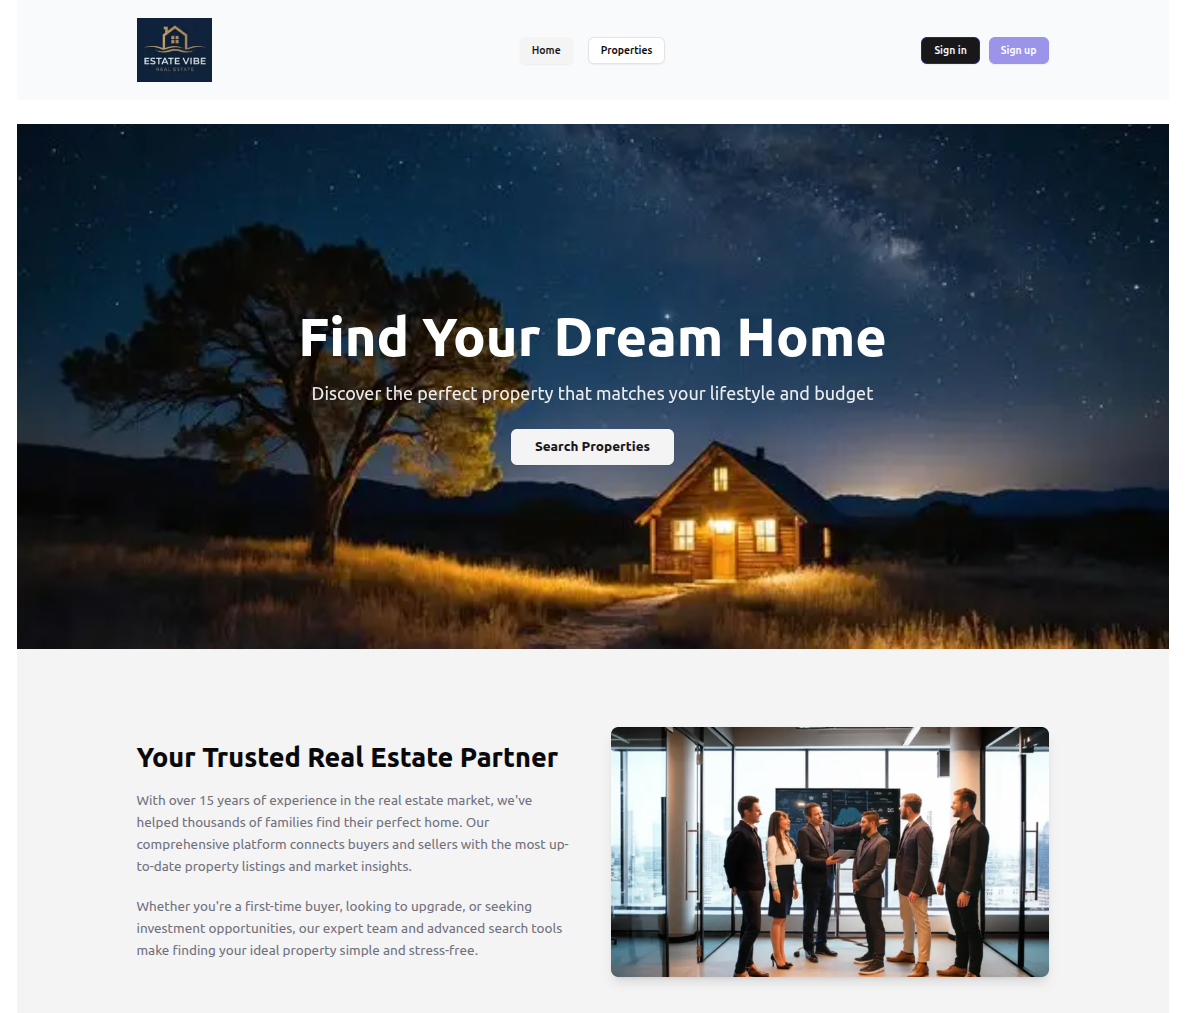 ESTATE VIBE
REAL ESTATE
Home
Properties
Sign in
Sign up
Find Your Dream Home
Discover the perfect property that matches your lifestyle and budget
Search Properties
Your Trusted Real Estate Partner
With over 15 years of experience in the real estate market, we've
helped thousands of families find their perfect home. Our
comprehensive platform connects buyers and sellers with the most up-
to-date property listings and market insights.
Whether you're a first-time buyer, looking to upgrade, or seeking
investment opportunities, our expert team and advanced search tools
make finding your ideal property simple and stress-free.